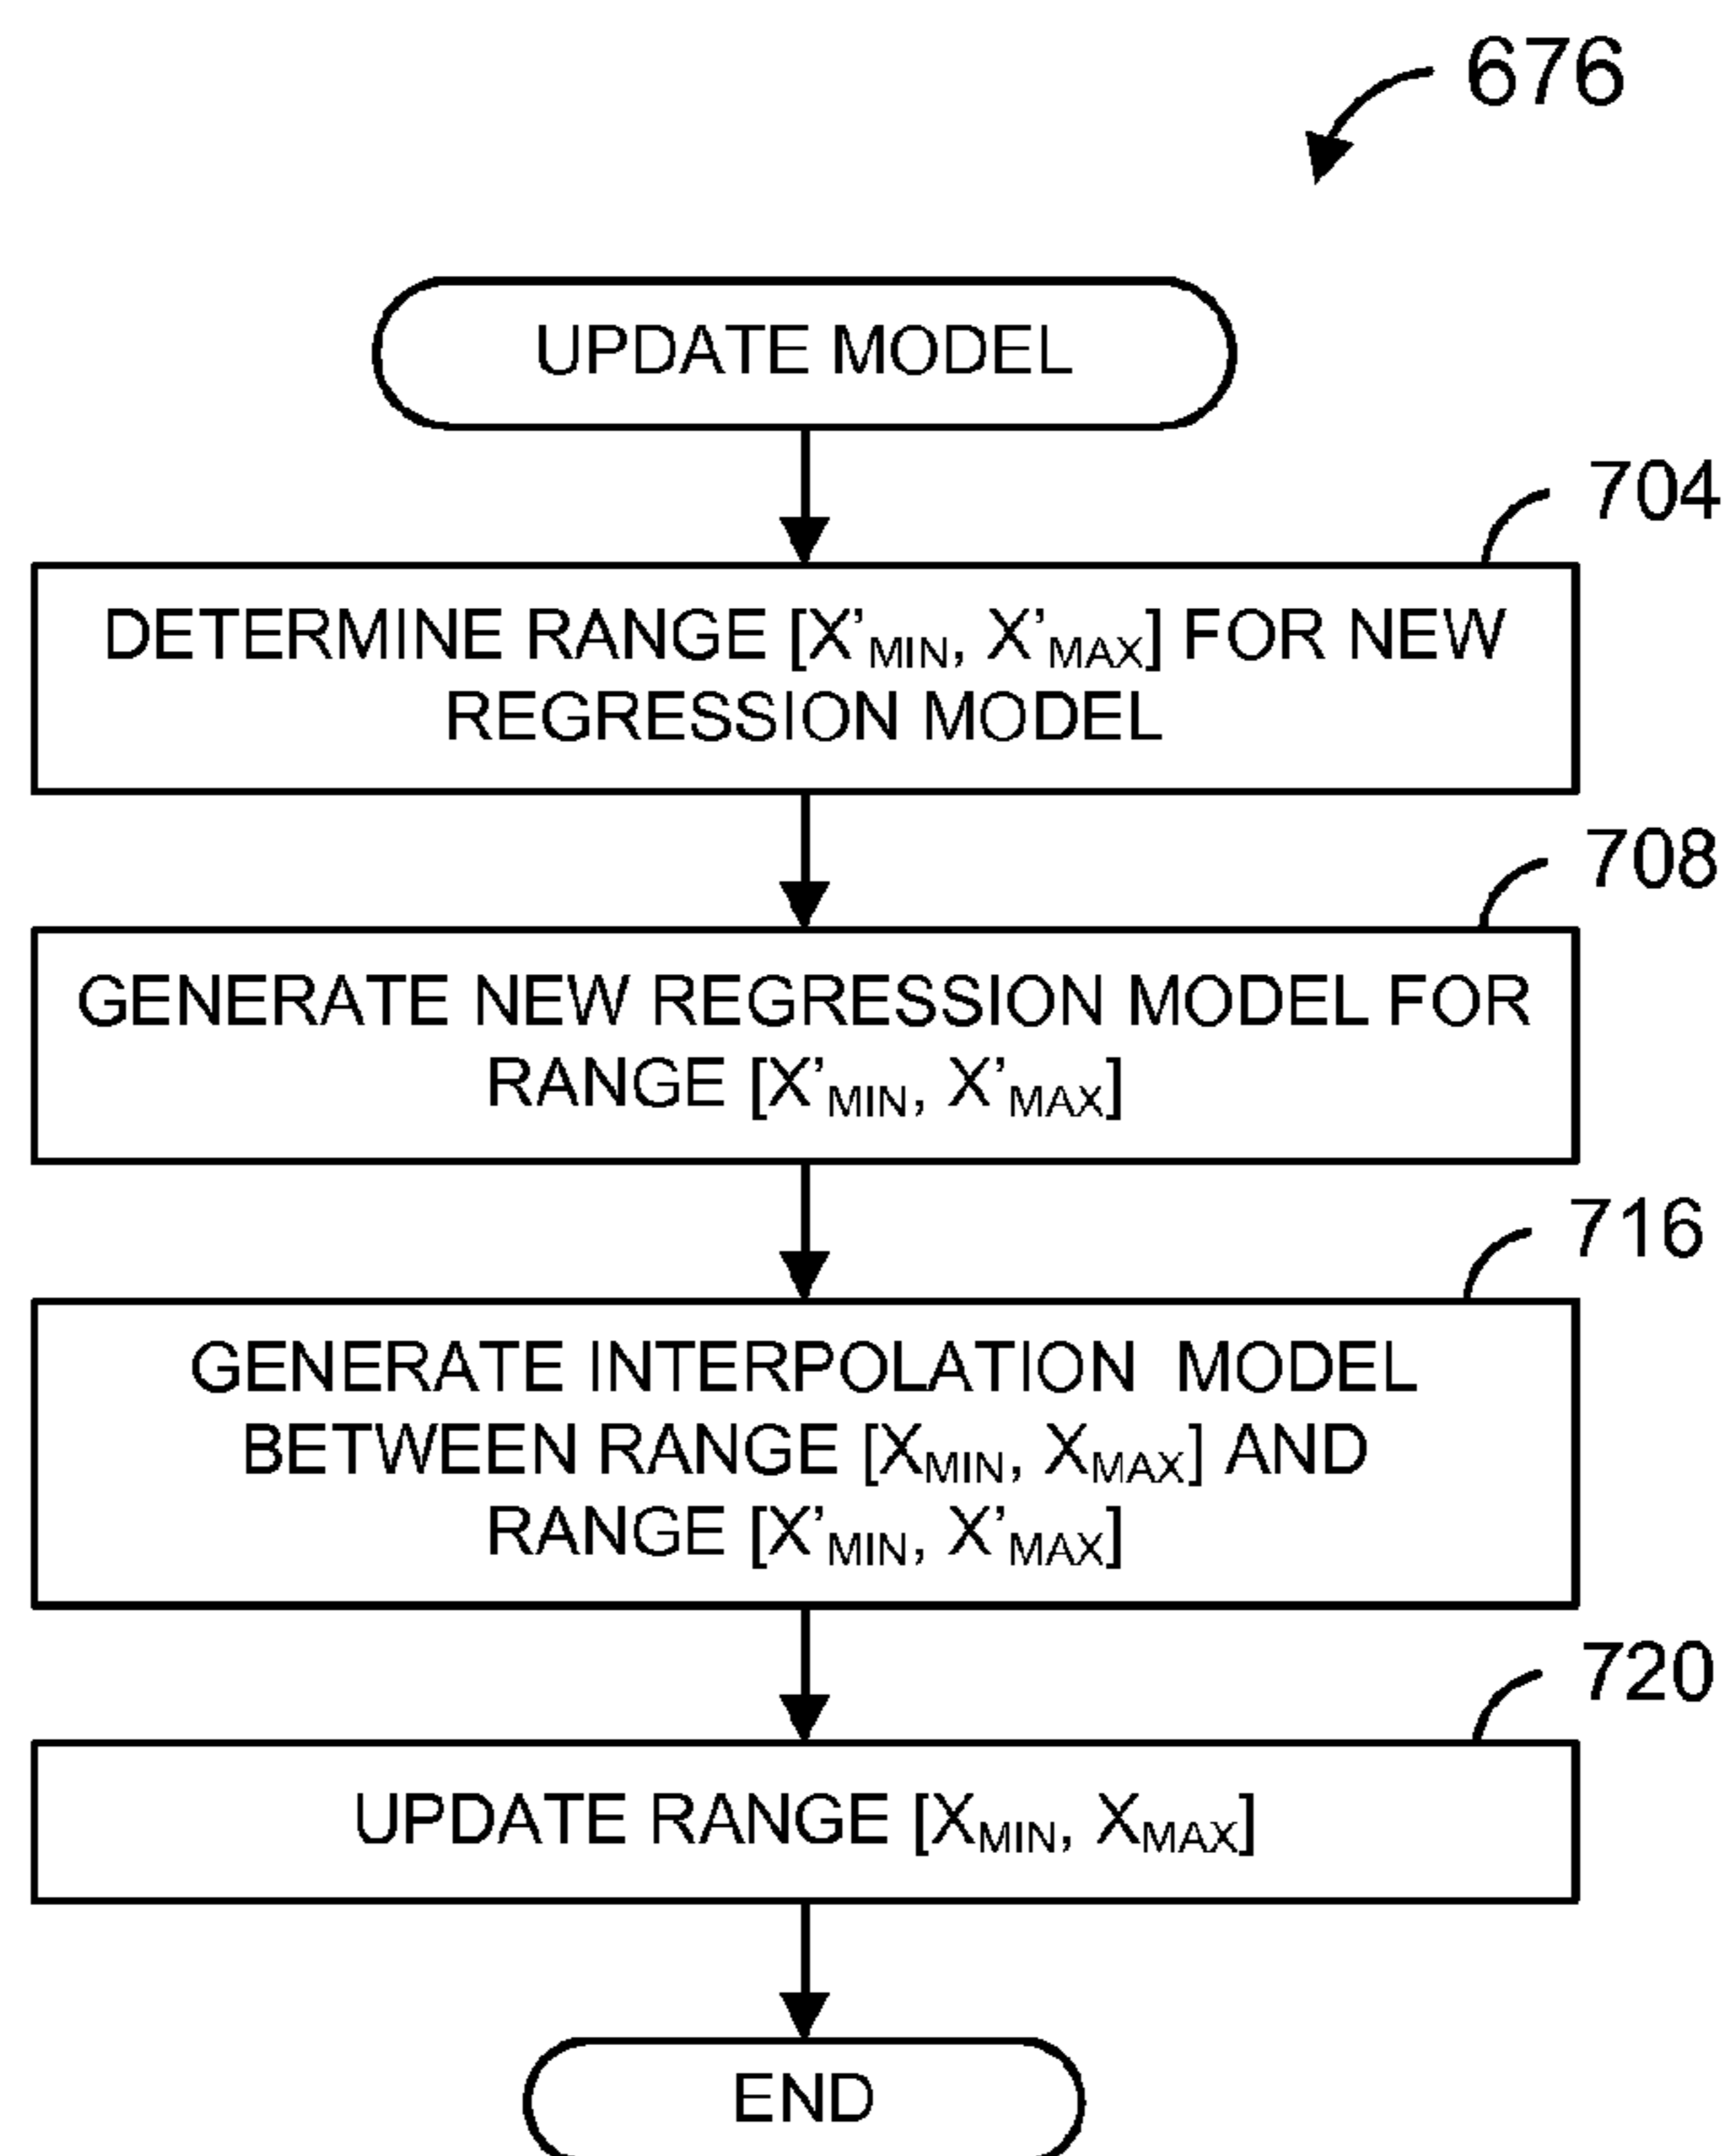 676
UPDATE MODEL
704
DETERMINE RANGE [X'MIN, X'MAX] FOR NEW
REGRESSION MODEL
708
GENERATE NEW REGRESSION MODEL FOR
RANGE [X'MIN, X'MAX]
716
GENERATE INTERPOLATION MODEL
BETWEEN RANGE [XMIN, XMAX] AND
RANGE [X'MIN, X'MAX]
720
UPDATE RANGE [XMIN, XMAX]
END